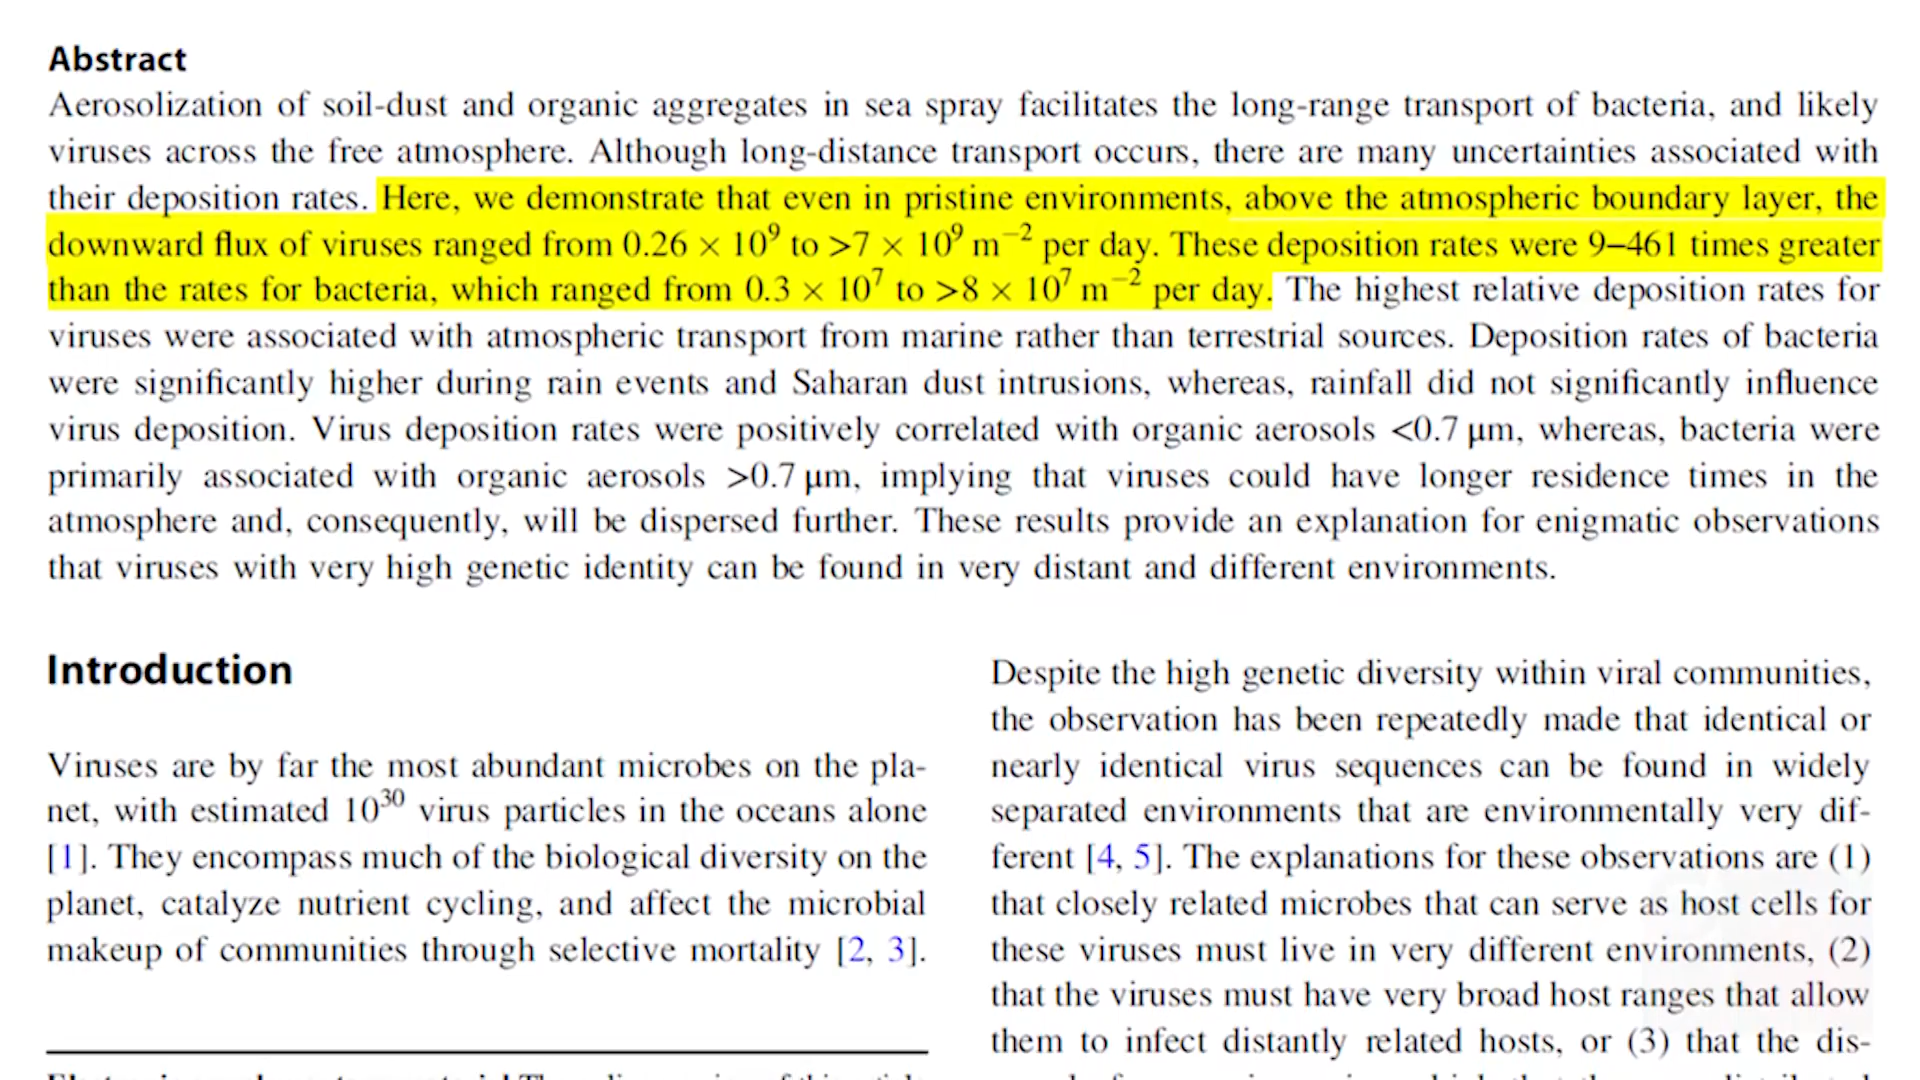 Abstract
Aerosolization of soil-dust and organic aggregates in sea spray facilitates the long-range transport of bacteria, and likely
viruses across the free atmosphere. Although long-distance transport occurs, there are many uncertainties associated with
their deposition rates. Here, we demonstrate that even in pristine environments, above the atmospheric boundary layer, the
downward flux of viruses ranged from 0.26 × 10⁹ to >7 × 10⁹ m⁻² per day. These deposition rates were 9–461 times greater
than the rates for bacteria, which ranged from 0.3 × 10⁷ to >8 × 10⁷ m⁻² per day. The highest relative deposition rates for
viruses were associated with atmospheric transport from marine rather than terrestrial sources. Deposition rates of bacteria
were significantly higher during rain events and Saharan dust intrusions, whereas, rainfall did not significantly influence
virus deposition. Virus deposition rates were positively correlated with organic aerosols <0.7 μm, whereas, bacteria were
primarily associated with organic aerosols >0.7 μm, implying that viruses could have longer residence times in the
atmosphere and, consequently, will be dispersed further. These results provide an explanation for enigmatic observations
that viruses with very high genetic identity can be found in very distant and different environments.
Introduction
Viruses are by far the most abundant microbes on the pla-
net, with estimated 10³⁰ virus particles in the oceans alone
[1]. They encompass much of the biological diversity on the
planet, catalyze nutrient cycling, and affect the microbial
makeup of communities through selective mortality [2, 3].
Despite the high genetic diversity within viral communities,
the observation has been repeatedly made that identical or
nearly identical virus sequences can be found in widely
separated environments that are environmentally very dif-
ferent [4, 5]. The explanations for these observations are (1)
that closely related microbes that can serve as host cells for
these viruses must live in very different environments, (2)
that the viruses must have very broad host ranges that allow
them to infect distantly related hosts, or (3) that the dis-